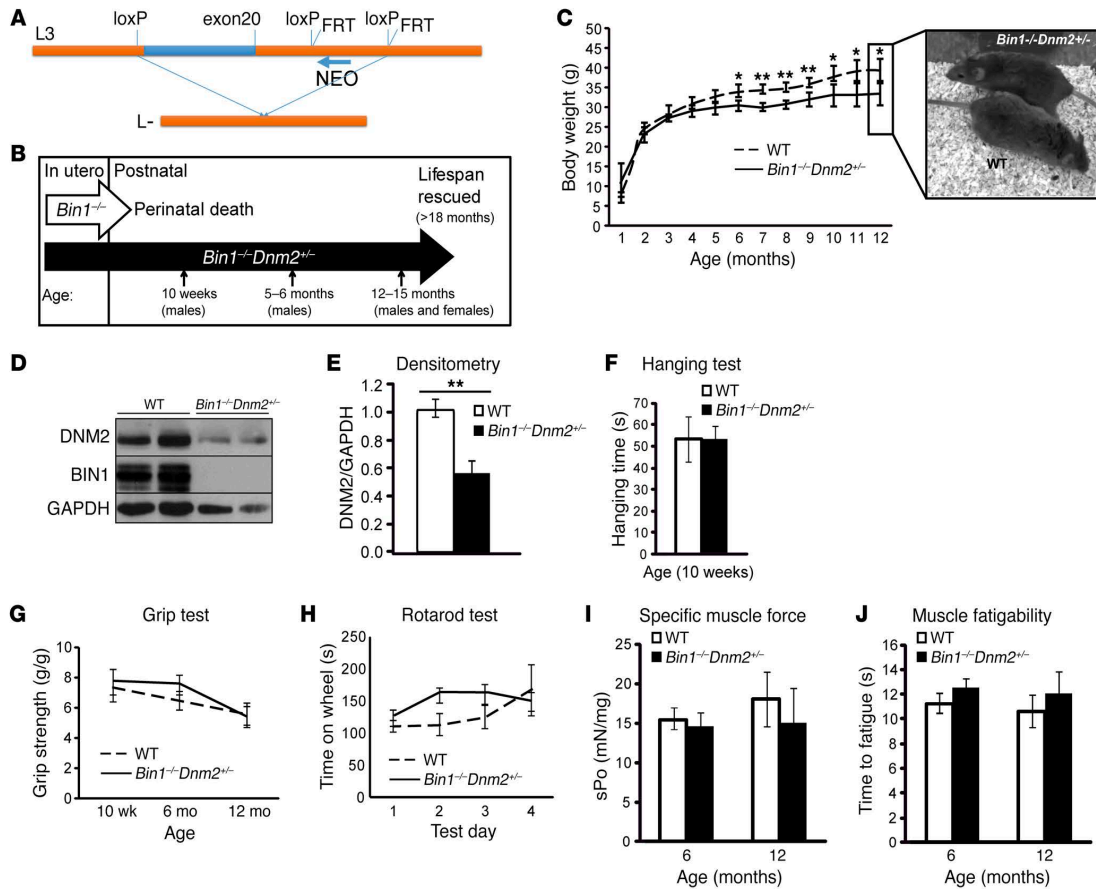 A
L3
loxP
exon20
loxP
FRT
loxP
FRT
NEO
L-
B
In utero
Postnatal
Lifespan
rescued
(>18 months)
Bin1–/–
Perinatal death
Bin1–/–Dnm2+/–
Age:
10 weeks
(males)
5–6 months
(males)
12–15 months
(males and females)
C
Body weight (g)
50
45
40
35
30
25
20
15
10
5
0
* ** ** ** * * *
WT
Bin1–/–Dnm2+/–
1 2 3 4 5 6 7 8 9 10 11 12
Age (months)
Bin1-/-Dnm2+/-
WT
D
WT
Bin1–/–Dnm2+/–
DNM2
BIN1
GAPDH
E
Densitometry
DNM2/GAPDH
1.2
1.0
0.8
0.6
0.4
0.2
0.0
**
WT
Bin1–/–Dnm2+/–
F
Hanging test
WT
Bin1–/–Dnm2+/–
Hanging time (s)
70
60
50
40
30
20
10
0
Age (10 weeks)
G
Grip test
Grip strength (g/g)
10
8
6
4
2
0
WT
Bin1–/–Dnm2+/–
10 wk 6 mo 12 mo
Age
H
Rotarod test
Time on wheel (s)
250
200
150
100
50
0
WT
Bin1–/–Dnm2+/–
1 2 3 4
Test day
I
Specific muscle force
WT
Bin1–/–Dnm2+/–
sPo (mN/mg)
25
20
15
10
5
0
6 12
Age (months)
J
Muscle fatigability
WT
Bin1–/–Dnm2+/–
Time to fatigue (s)
16
14
12
10
8
6
4
2
0
6 12
Age (months)